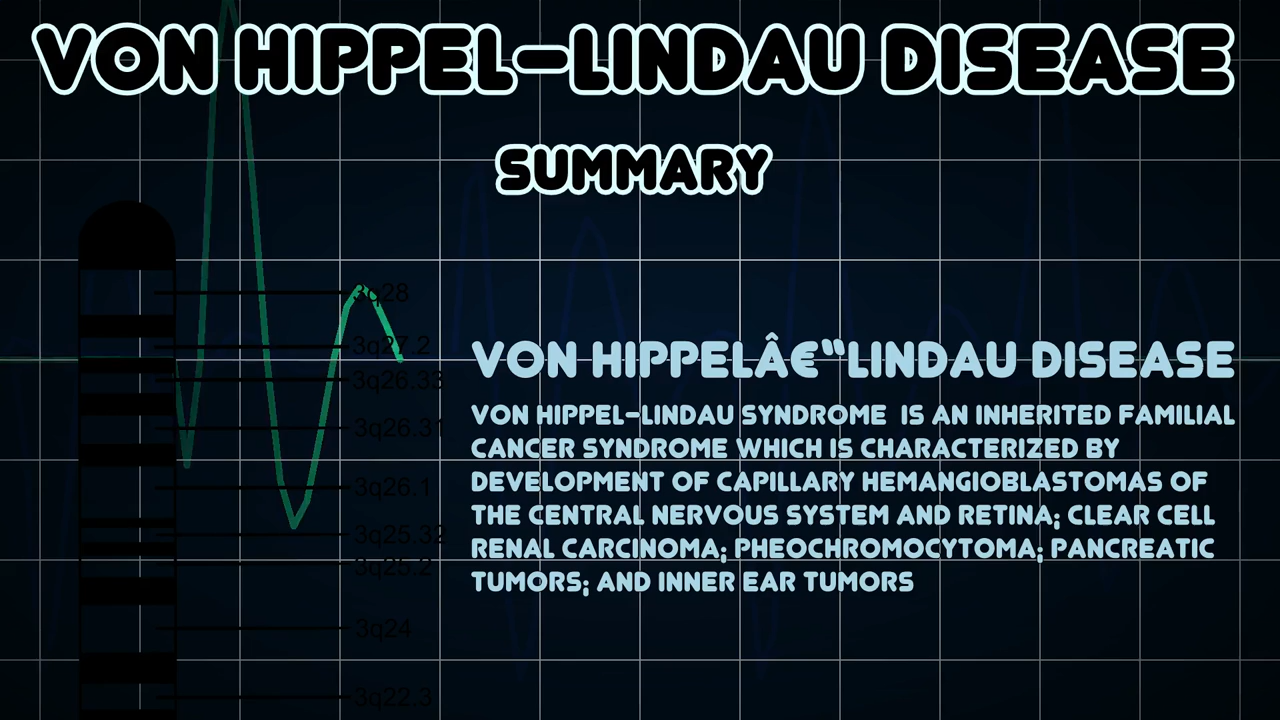 VON HIPPEL-LINDAU DISEASE
SUMMARY
3q28
3q27.2
3q26.33
3q26.31
3q26.1
3q25.32
3q25.2
3q24
3q22.3
VON HIPPELÂ€“LINDAU DISEASE
VON HIPPEL-LINDAU SYNDROME  IS AN INHERITED FAMILIAL
CANCER SYNDROME WHICH IS CHARACTERIZED BY
DEVELOPMENT OF CAPILLARY HEMANGIOBLASTOMAS OF
THE CENTRAL NERVOUS SYSTEM AND RETINA; CLEAR CELL
RENAL CARCINOMA; PHEOCHROMOCYTOMA; PANCREATIC
TUMORS; AND INNER EAR TUMORS